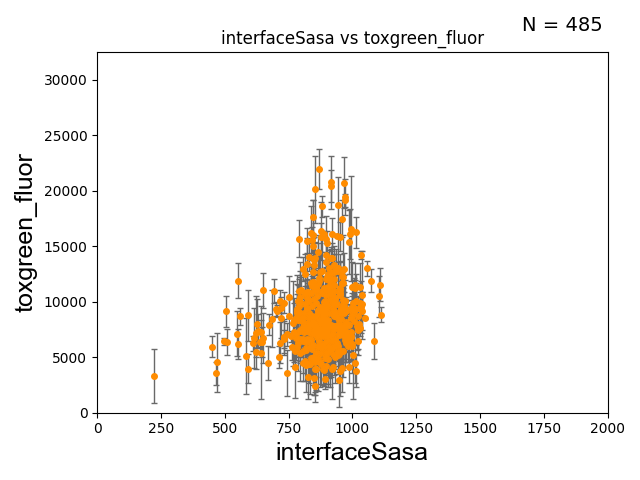 N = 485
interfaceSasa vs toxgreen_fluor
30000
25000
20000
15000
10000
5000
0
toxgreen_fluor
0 250 500 750 1000 1250 1500 1750 2000
interfaceSasa